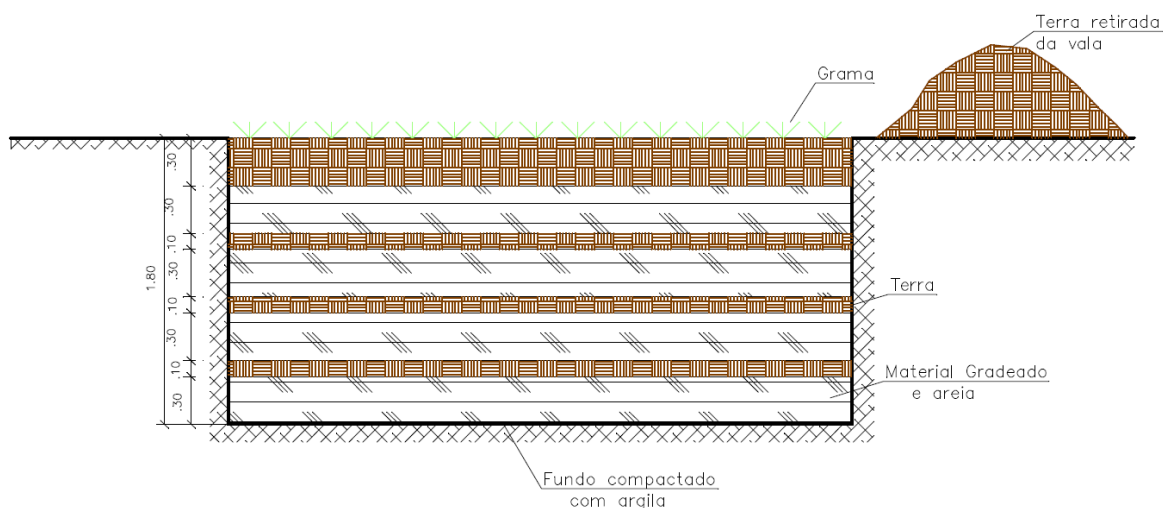 Terra retirada
da vala
Grama
.30
.30
.10
.30
.10
.30
.10
.30
1.80
Terra
Material Gradeado
e areia
Fundo compactado
com argila